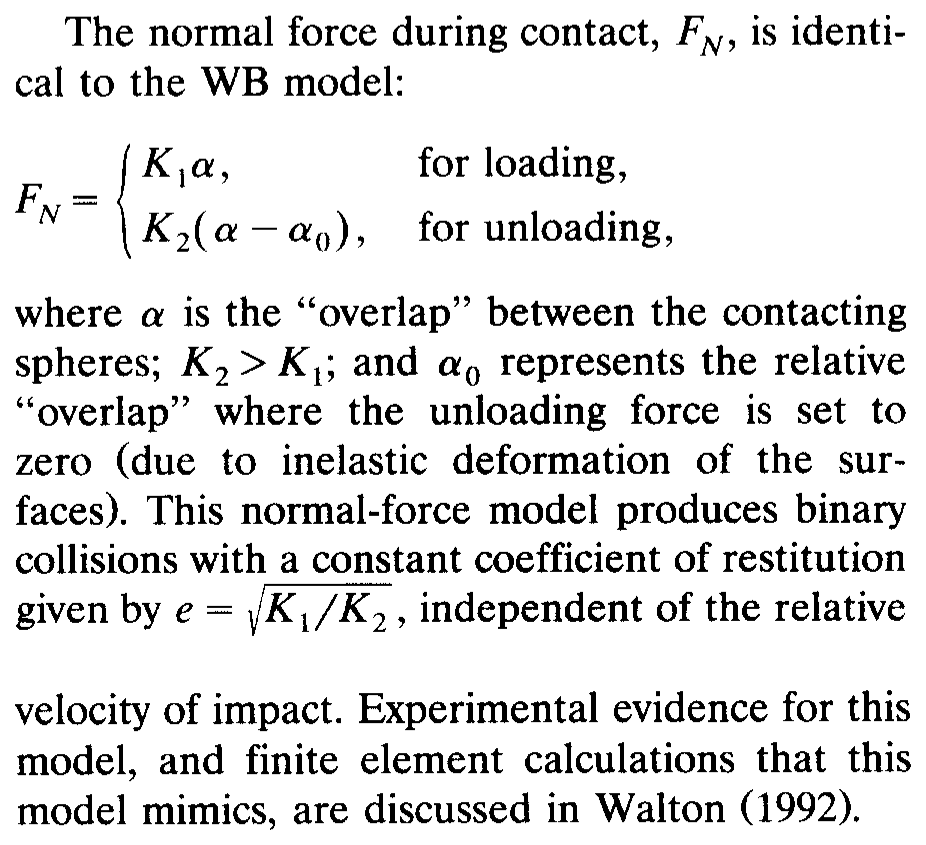 The normal force during contact, F_N, is identi-
cal to the WB model:
F_N = { K_1α, for loading,
K_2(α − α_0), for unloading,
where α is the “overlap” between the contacting
spheres; K_2 > K_1; and α_0 represents the relative
“overlap” where the unloading force is set to
zero (due to inelastic deformation of the sur-
faces). This normal-force model produces binary
collisions with a constant coefficient of restitution
given by e = √K_1/K_2, independent of the relative
velocity of impact. Experimental evidence for this
model, and finite element calculations that this
model mimics, are discussed in Walton (1992).